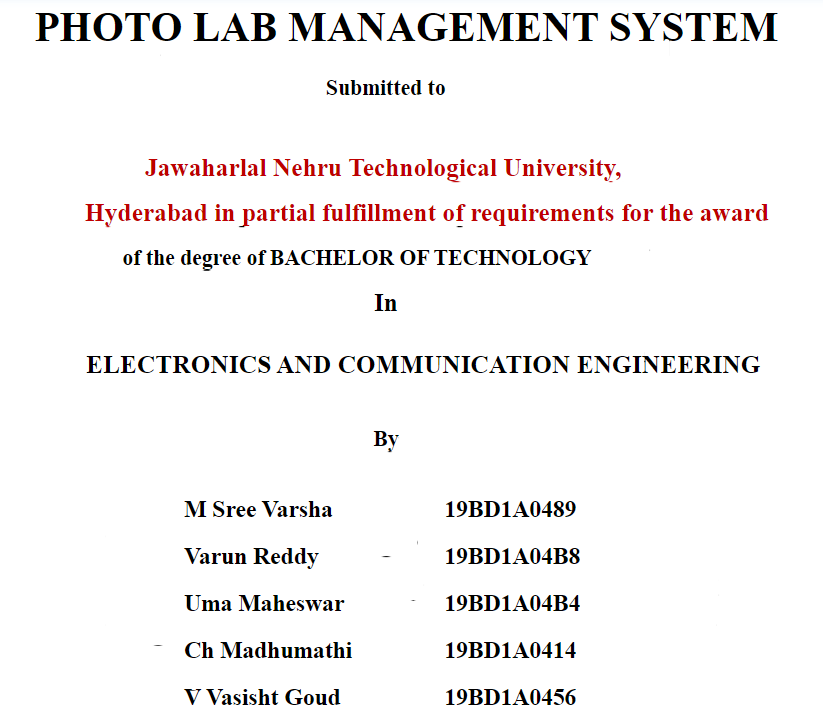 PHOTO LAB MANAGEMENT SYSTEM
Submitted to
Jawaharlal Nehru Technological University,
Hyderabad in partial fulfillment of requirements for the award
of the degree of BACHELOR OF TECHNOLOGY
In
ELECTRONICS AND COMMUNICATION ENGINEERING
By
M Sree Varsha 19BD1A0489
Varun Reddy 19BD1A04B8
Uma Maheswar 19BD1A04B4
Ch Madhumathi 19BD1A0414
V Vasisht Goud 19BD1A0456